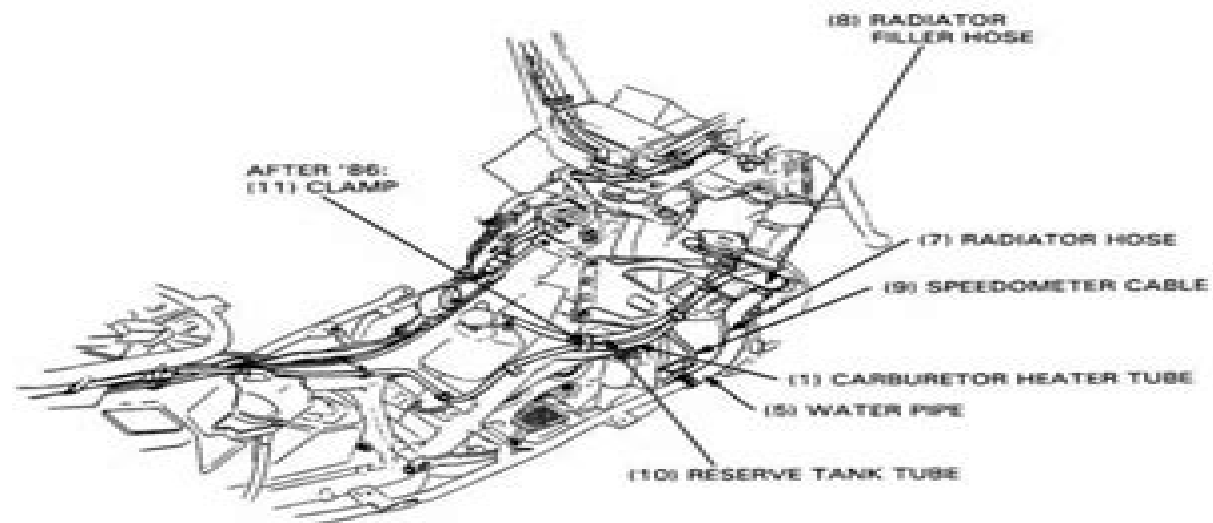 (8) RADIATOR
FILLER HOSE
AFTER '86:
(11) CLAMP
(7) RADIATOR HOSE
(9) SPEEDOMETER CABLE
(1) CARBURETOR HEATER TUBE
(5) WATER PIPE
(10) RESERVE TANK TUBE